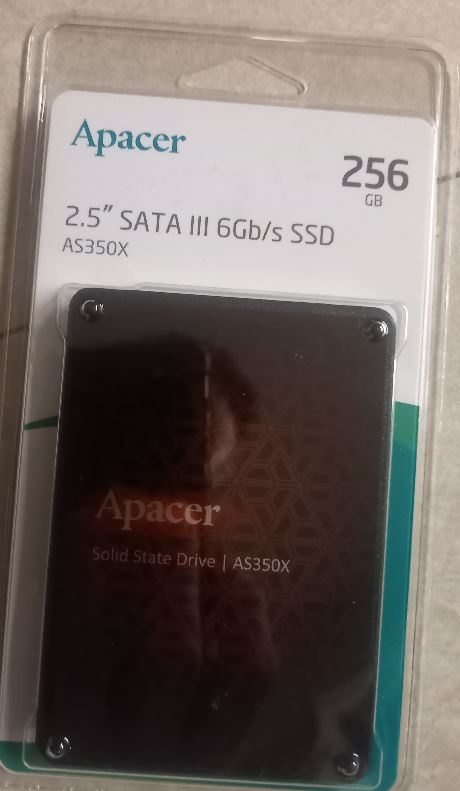 Apacer
256
GB
2.5” SATA III 6Gb/s SSD
AS350X
Apacer
Solid State Drive | AS350X